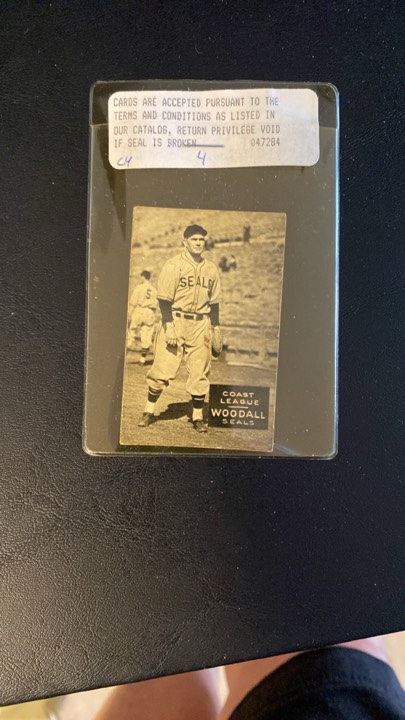 CARDS ARE ACCEPTED PURSUANT TO THE
TERMS AND CONDITIONS AS LISTED IN
OUR CATALOG, RETURN PRIVILEGE VOID
IF SEAL IS BROKEN 047284
C4 4
SEALS
S
COAST
LEAGUE
WOODALL
SEALS